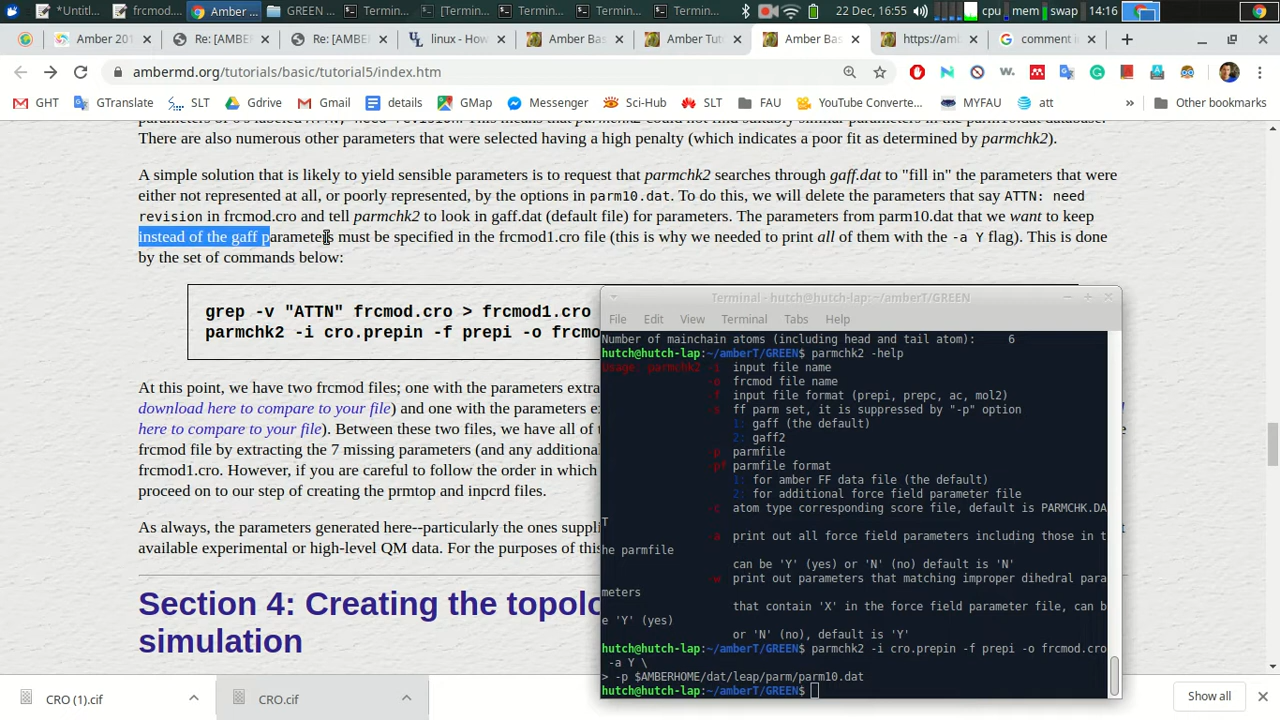 *Untitl...
frcmod....
Amber ...
GREEN ...
Termin...
[Termin...
Termin...
Termin...
Termin...
22 Dec, 16:55
cpu
mem
swap
14:16
Amber 201
Re: [AMBE
Re: [AMBE
linux - How
Amber Bas
Amber Tut
Amber Bas
https://am
comment i
ambermd.org/tutorials/basic/tutorial5/index.htm
GHT
GTranslate
SLT
Gdrive
Gmail
details
GMap
Messenger
Sci-Hub
SLT
FAU
YouTube Converte...
MYFAU
att
»
Other bookmarks
There are also numerous other parameters that were selected having a high penalty (which indicates a poor fit as determined by parmchk2).
A simple solution that is likely to yield sensible parameters is to request that parmchk2 searches through gaff.dat to "fill in" the parameters that were
either not represented at all, or poorly represented, by the options in parm10.dat. To do this, we will delete the parameters that say ATTN: need
revision in frcmod.cro and tell parmchk2 to look in gaff.dat (default file) for parameters. The parameters from parm10.dat that we want to keep
instead of the gaff parameters must be specified in the frcmod1.cro file (this is why we needed to print all of them with the -a Y flag). This is done
by the set of commands below:
grep -v "ATTN" frcmod.cro > frcmod1.cro
parmchk2 -i cro.prepin -f prepi -o frcmo
At this point, we have two frcmod files; one with the parameters extra
download here to compare to your file) and one with the parameters e
here to compare to your file). Between these two files, we have all of
frcmod file by extracting the 7 missing parameters (and any additional
frcmod1.cro. However, if you are careful to follow the order in which
proceed on to our step of creating the prmtop and inpcrd files.
As always, the parameters generated here--particularly the ones suppli
available experimental or high-level QM data. For the purposes of this
Section 4: Creating the topolo
simulation
Terminal - hutch@hutch-lap: ~/amberT/GREEN
File Edit View Terminal Tabs Help
Number of mainchain atoms (including head and tail atom): 6
hutch@hutch-lap:~/amberT/GREEN$ parmchk2 -help
usage: parmchk2 -i input file name
-o frcmod file name
-f input file format (prepi, prepc, ac, mol2)
-s ff parm set, it is suppressed by "-p" option
1: gaff (the default)
2: gaff2
-p parmfile
-pf parmfile format
1: for amber FF data file (the default)
2: for additional force field parameter file
-c atom type corresponding score file, default is PARMCHK.DA
T
-a print out all force field parameters including those in t
he parmfile
can be 'Y' (yes) or 'N' (no) default is 'N'
-w print out parameters that matching improper dihedral para
meters
that contain 'X' in the force field parameter file, can b
e 'Y' (yes)
or 'N' (no), default is 'Y'
hutch@hutch-lap:~/amberT/GREEN$ parmchk2 -i cro.prepin -f prepi -o frcmod.cro
-a Y \
> -p $AMBERHOME/dat/leap/parm/parm10.dat
hutch@hutch-lap:~/amberT/GREEN$
CRO (1).cif
CRO.cif
Show all